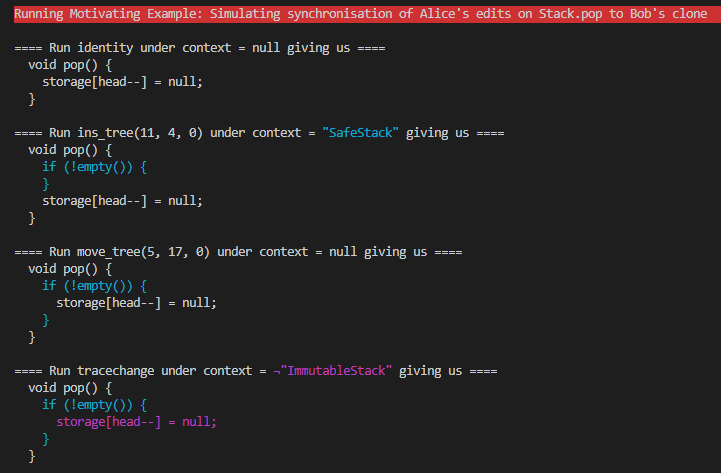 Running Motivating Example: Simulating synchronisation of Alice's edits on Stack.pop to Bob's clone
==== Run identity under context = null giving us ====
void pop() {
storage[head--] = null;
}
==== Run ins_tree(11, 4, 0) under context = "SafeStack" giving us ====
void pop() {
if (!empty()) {
}
storage[head--] = null;
}
==== Run move_tree(5, 17, 0) under context = null giving us ====
void pop() {
if (!empty()) {
storage[head--] = null;
}
}
==== Run tracechange under context = ¬"ImmutableStack" giving us ====
void pop() {
if (!empty()) {
storage[head--] = null;
}
}